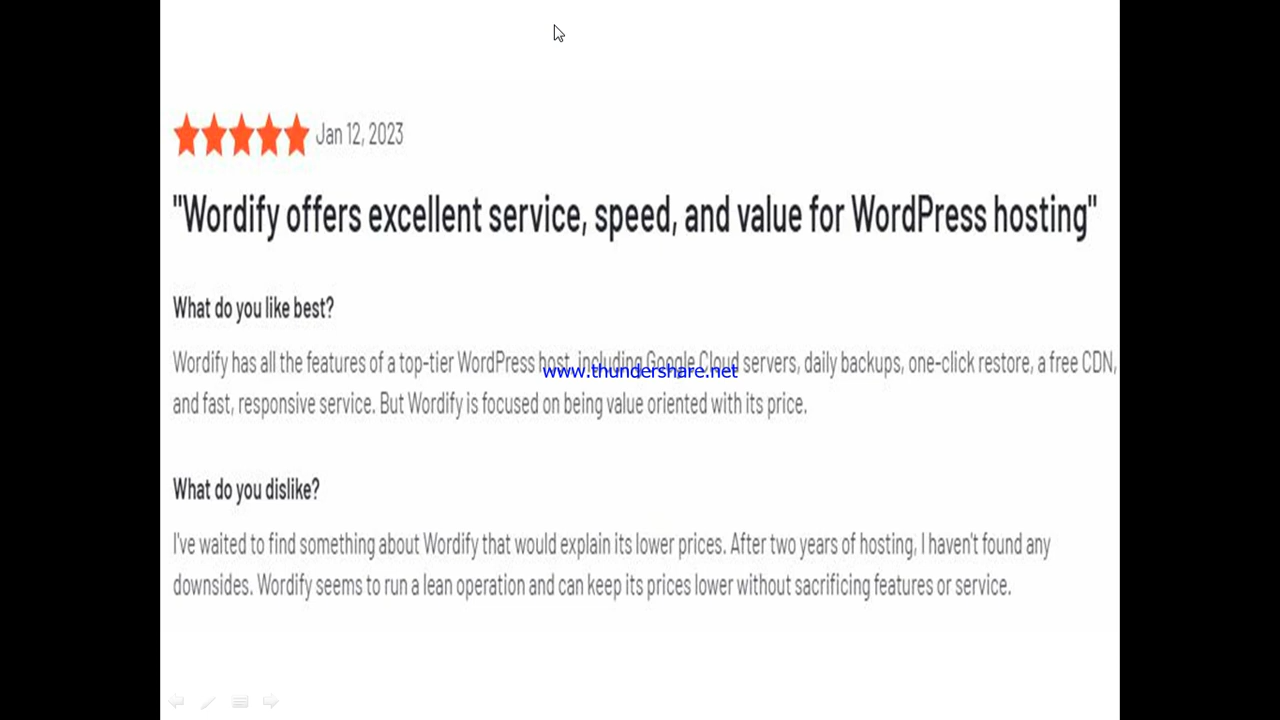 Jan 12, 2023
"Wordify offers excellent service, speed, and value for WordPress hosting"
What do you like best?
Wordify has all the features of a top-tier WordPress host, including Google Cloud servers, daily backups, one-click restore, a free CDN,
www.thundershare.net
and fast, responsive service. But Wordify is focused on being value oriented with its price.
What do you dislike?
I've waited to find something about Wordify that would explain its lower prices. After two years of hosting, I haven't found any
downsides. Wordify seems to run a lean operation and can keep its prices lower without sacrificing features or service.